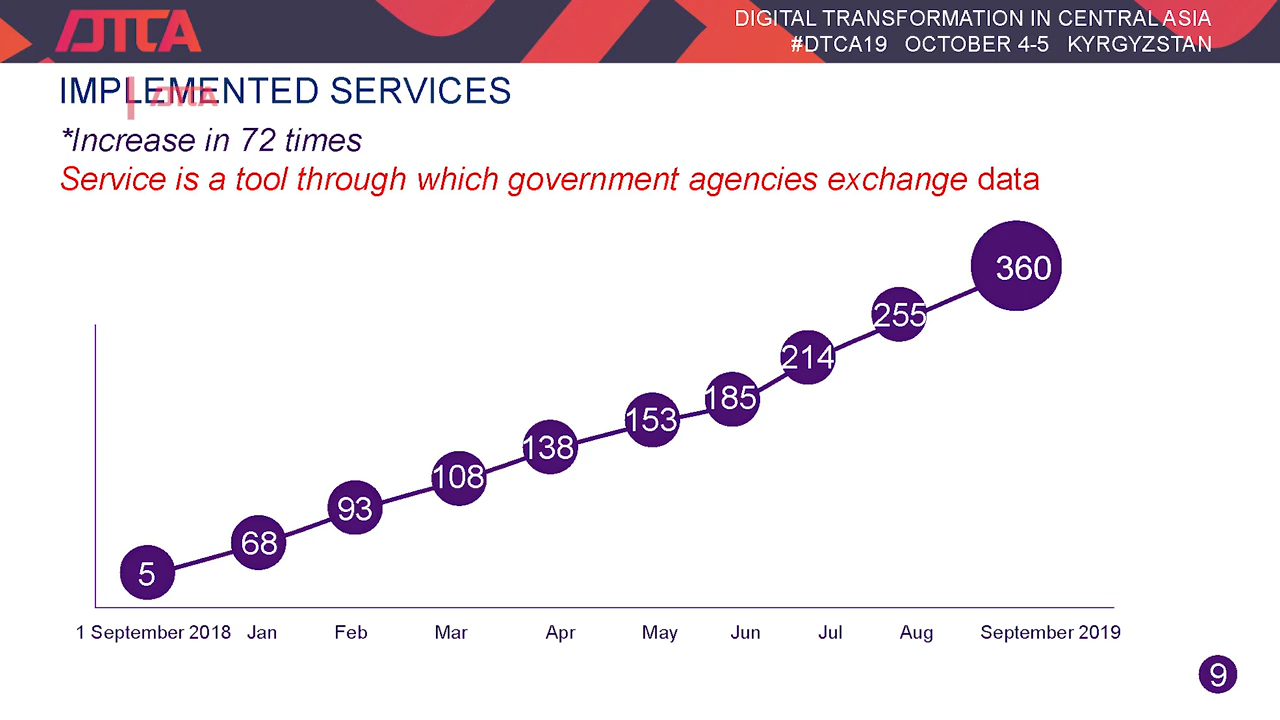 DTCA
DIGITAL TRANSFORMATION IN CENTRAL ASIA
#DTCA19 OCTOBER 4-5 KYRGYZSTAN
IMPLEMENTED SERVICES
DTCA
*Increase in 72 times
Service is a tool through which government agencies exchange data
360
255
214
185
153
138
108
93
68
5
1 September 2018 Jan Feb Mar Apr May Jun Jul Aug September 2019
9